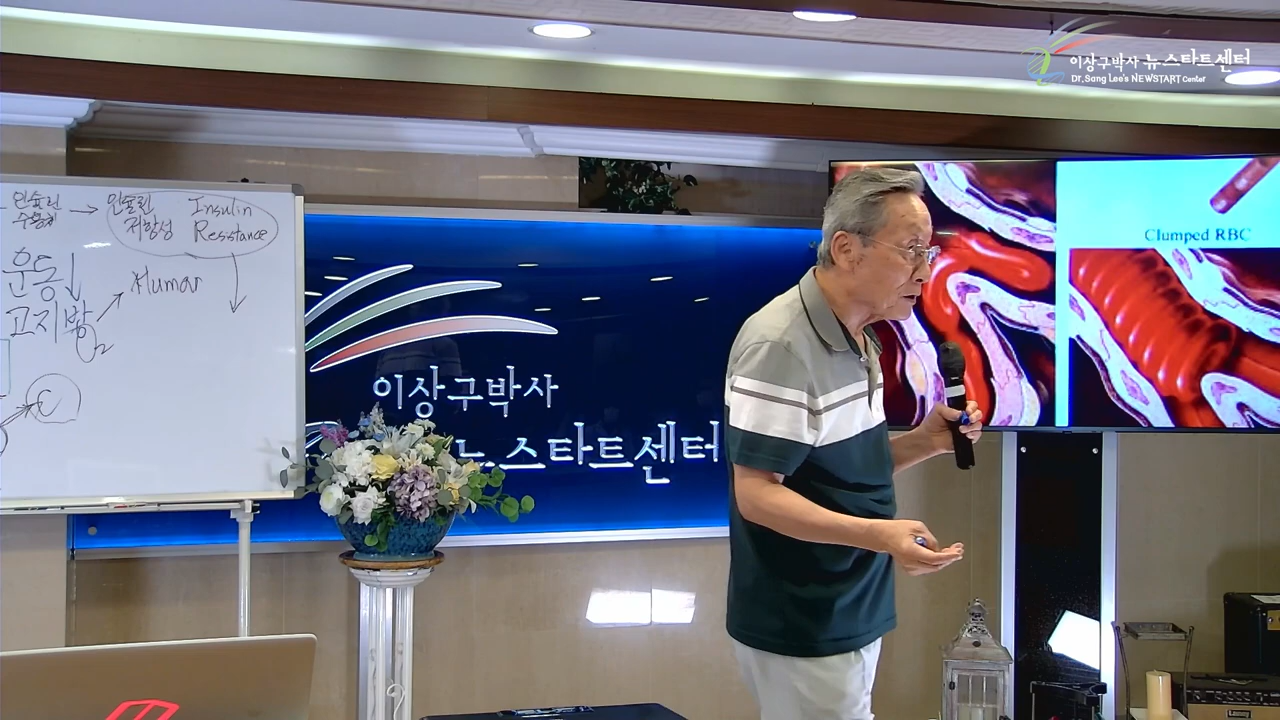 이상구박사 뉴스타트센터
Dr. Sang Lee's NEWSTART Center
인슐린
수용체
→ 인슐린
저항성
Insulin
Resistance
운동↓
고지방
Human
C
Clumped RBC
이상구박사
뉴스타트센터